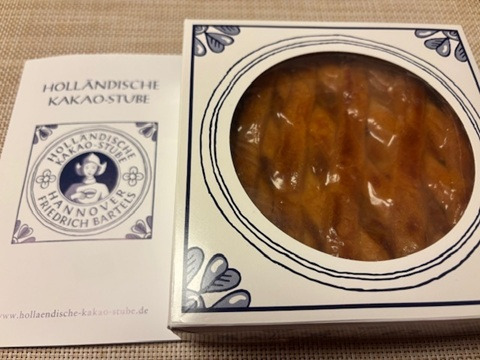 HOLLÄNDISCHE
KAKAO-STUBE
HOLLÄNDISCHE
KAKAO-STUBE
HANNOVER
FRIEDRICH BARTELS
www.hollaendische-kakao-stube.de